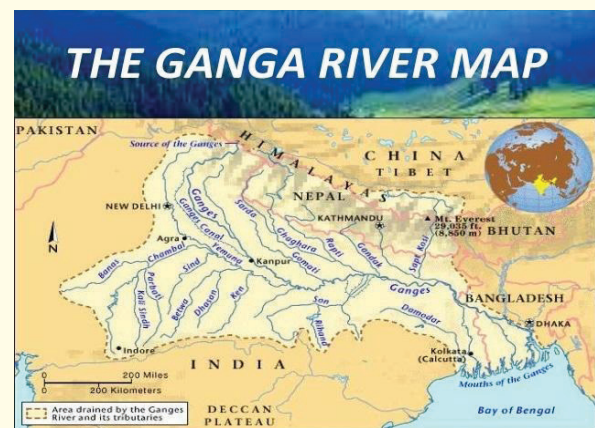 THE GANGA RIVER MAP
PAKISTAN
Source of the Ganges
HIMALAYAS
CHINA
TIBET
NEPAL
NEW DELHI
Ganges
Ganges Canal
Sarda
KATHMANDU
Mt. Everest
29,035 ft.
(8,850 m)
BHUTAN
N
Agra
Yemuna
Ghaghara
Gomati
Rapti
Gandak
Sapt Kosi
Banas
Chambal
Sind
Kanpur
Parbati
Kali Sindh
Betwa
Dhasan
Ken
Son
Rihand
Ganges
Damodar
BANGLADESH
DHAKA
Indore
Kolkata
(Calcutta)
Mouths of the Ganges
INDIA
200 Miles
0
200 Kilometers
Area drained by the Ganges
River and its tributaries
DECCAN
PLATEAU
Bay of Bengal